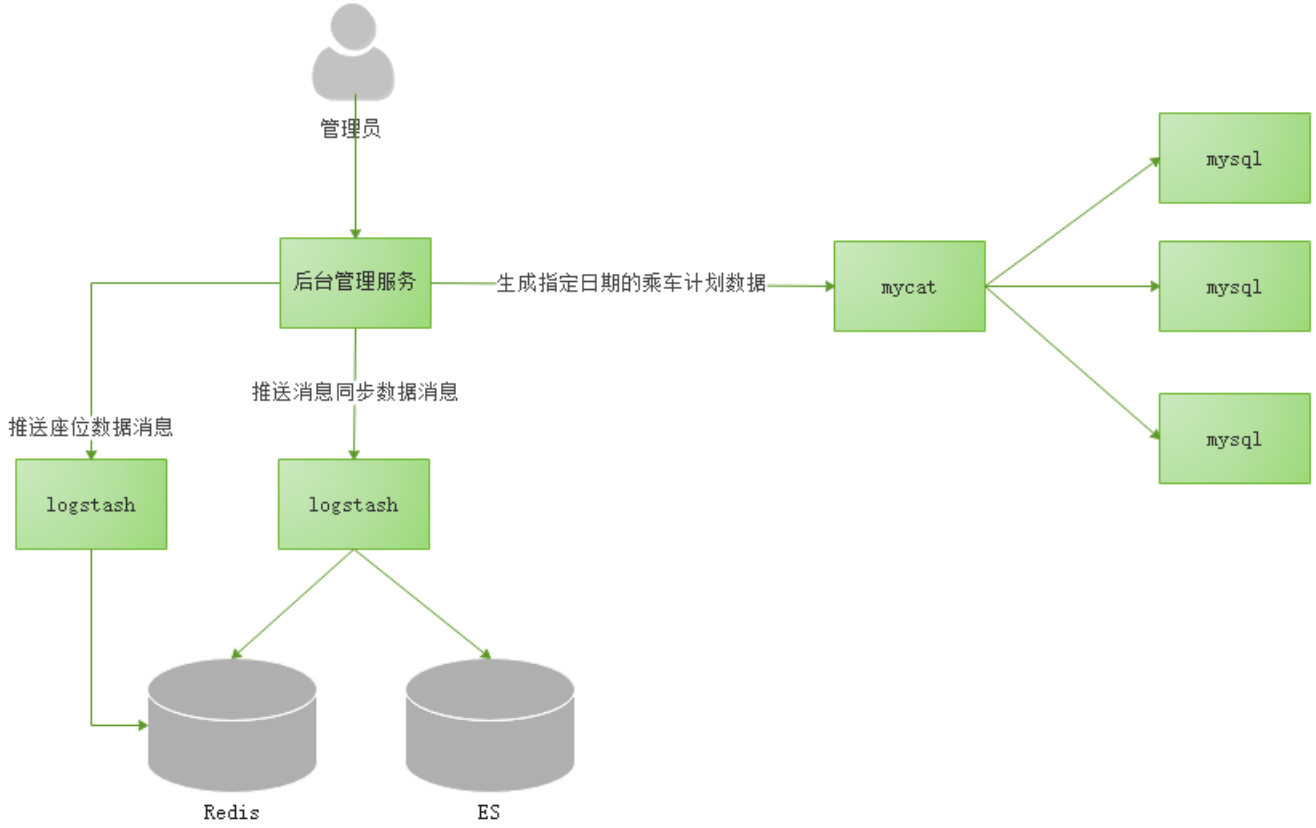 管理员
mysql
后台管理服务
生成指定日期的乘车计划数据
mycat
mysql
推送消息同步数据消息
推送座位数据消息
mysql
logstash
logstash
Redis
ES